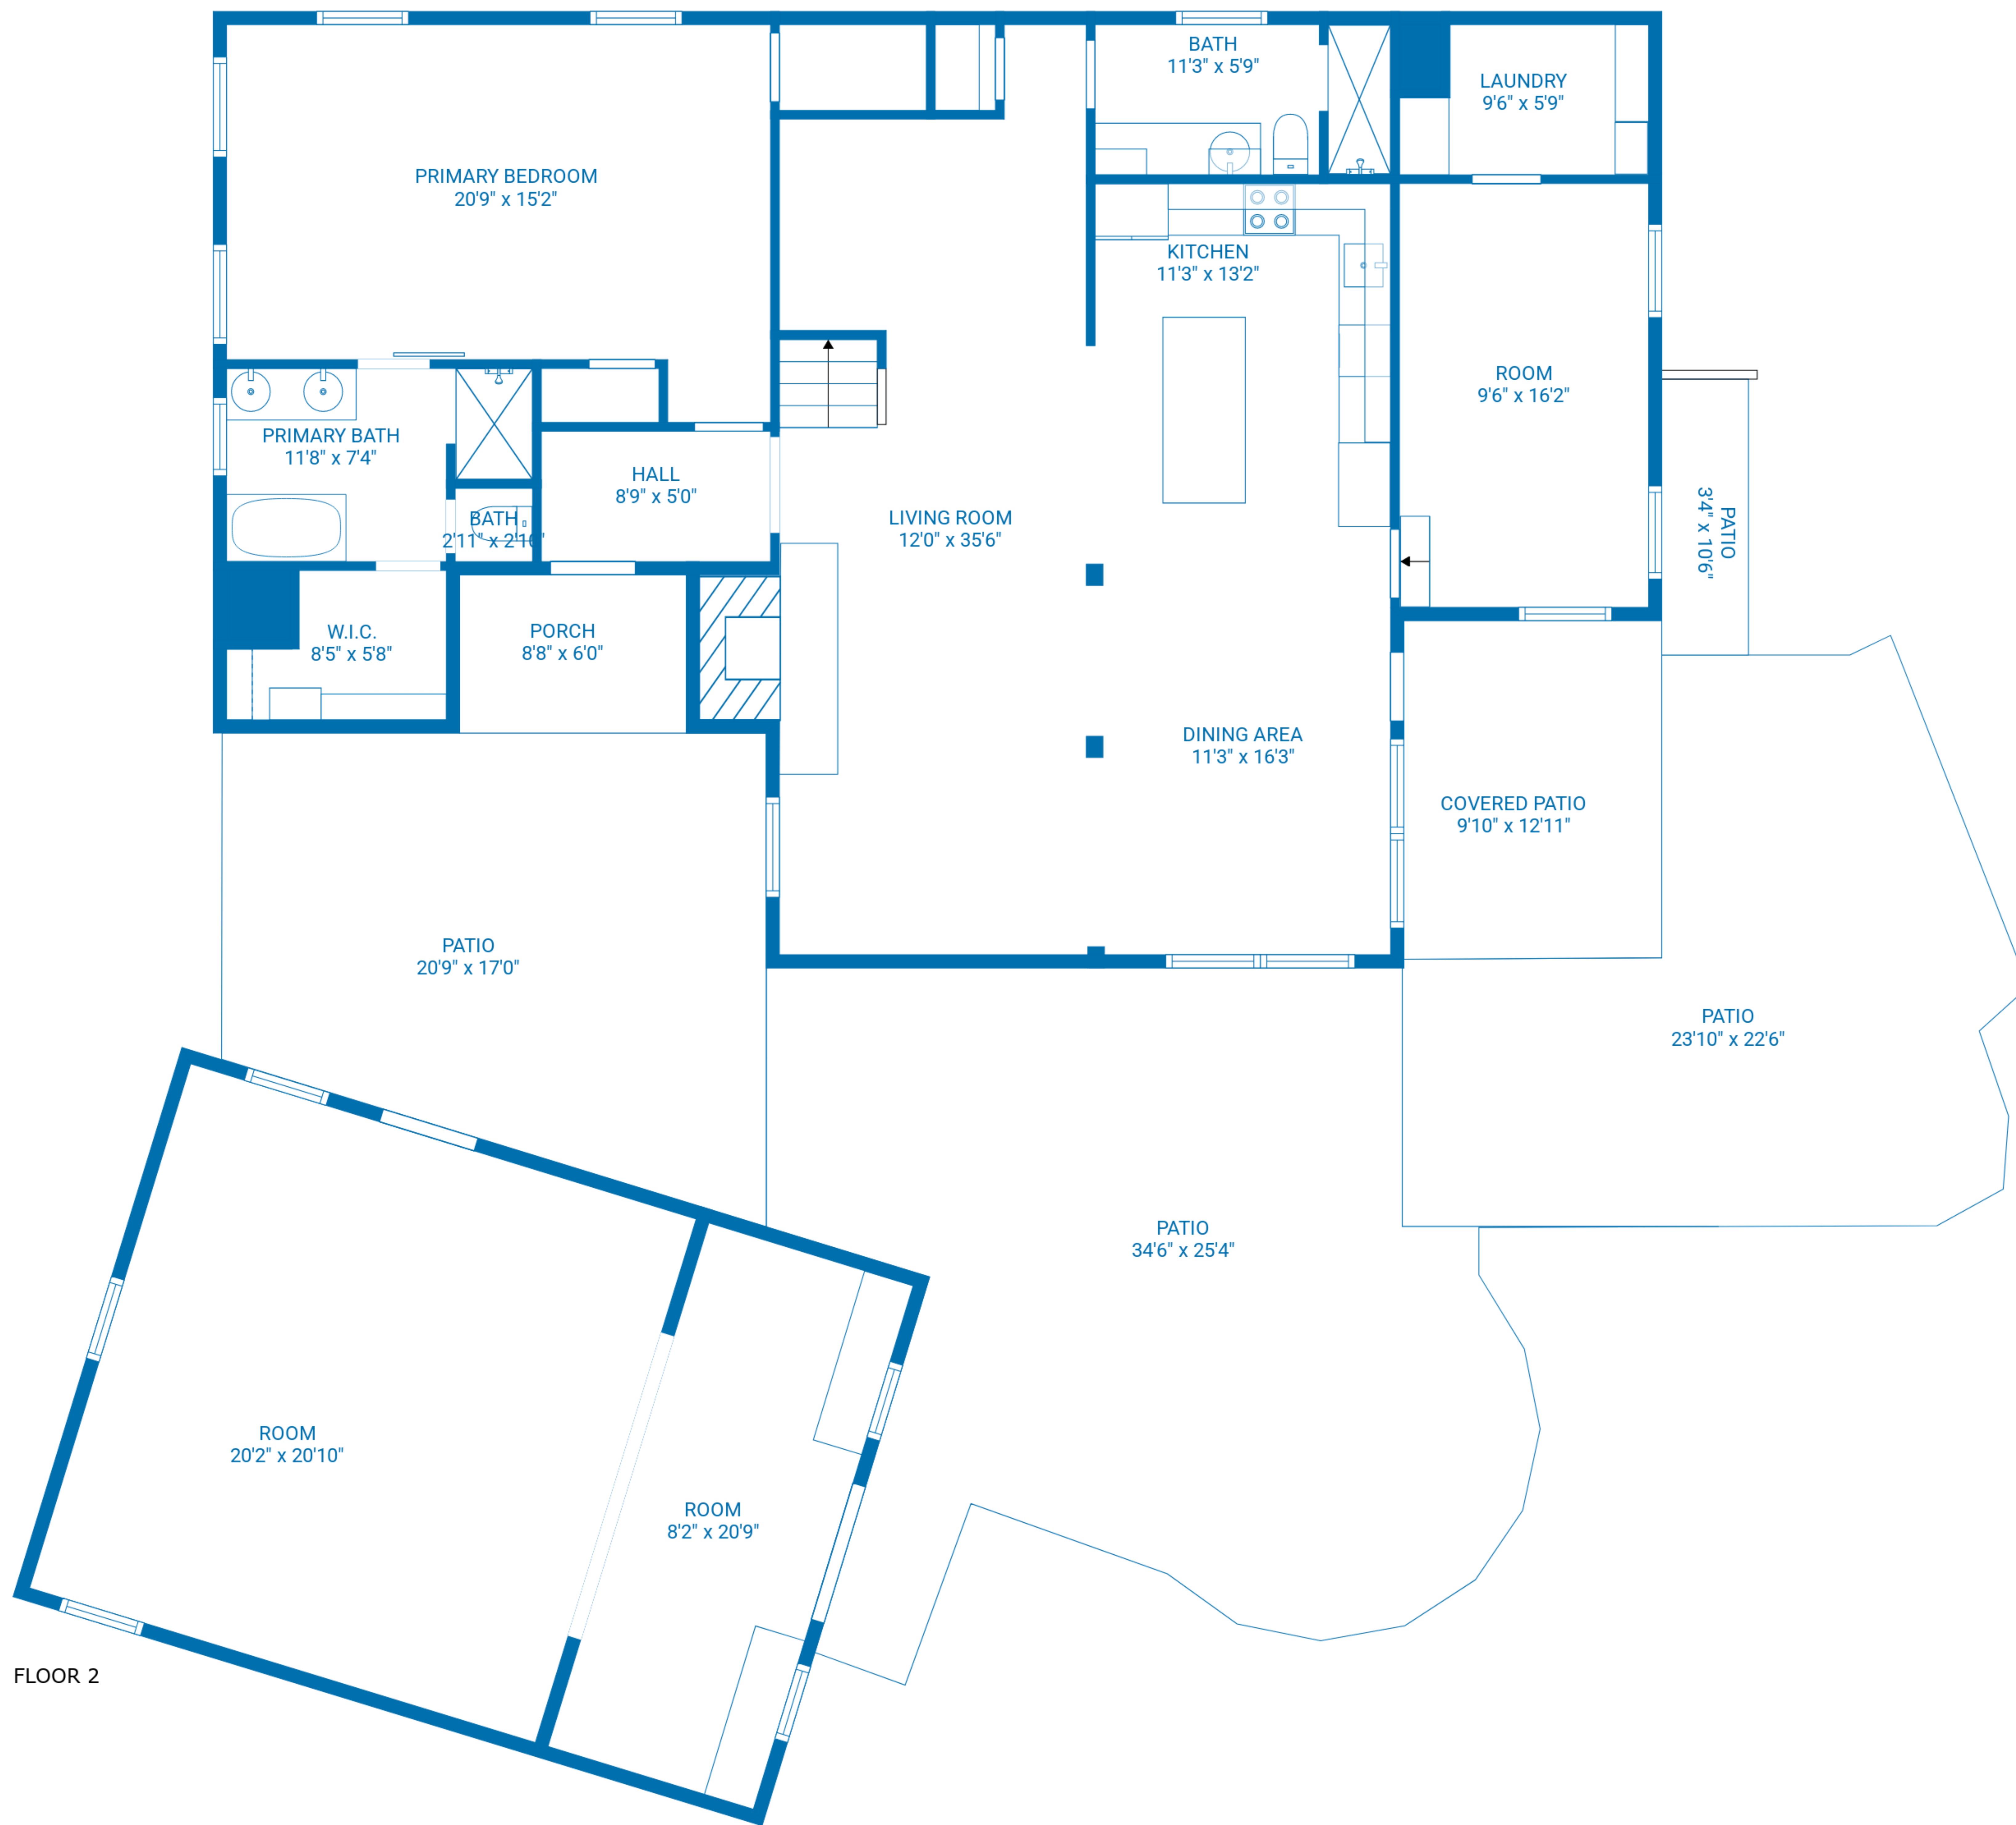 BATH
11'3" x 5'9"
LAUNDRY
9'6" x 5'9"
PRIMARY BEDROOM
20'9" x 15'2"
KITCHEN
11'3" x 13'2"
ROOM
9'6" x 16'2"
PRIMARY BATH
11'8" x 7'4"
HALL
8'9" x 5'0"
BATH
2'11" x 2'10"
LIVING ROOM
12'0" x 35'6"
PATIO
3'4" x 10'6"
W.I.C.
8'5" x 5'8"
PORCH
8'8" x 6'0"
DINING AREA
11'3" x 16'3"
COVERED PATIO
9'10" x 12'11"
PATIO
20'9" x 17'0"
PATIO
23'10" x 22'6"
PATIO
34'6" x 25'4"
ROOM
20'2" x 20'10"
ROOM
8'2" x 20'9"
FLOOR 2